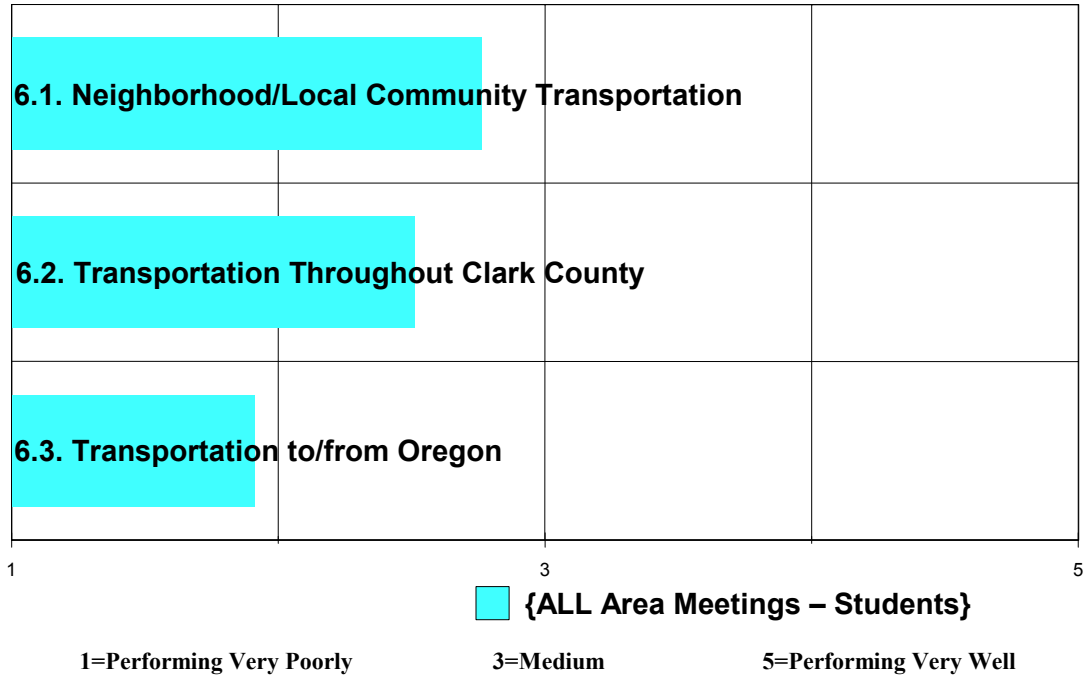 6.1. Neighborhood/Local Community Transportation
6.2. Transportation Throughout Clark County
6.3. Transportation to/from Oregon
1 3 5
{ALL Area Meetings – Students}
1=Performing Very Poorly 3=Medium 5=Performing Very Well